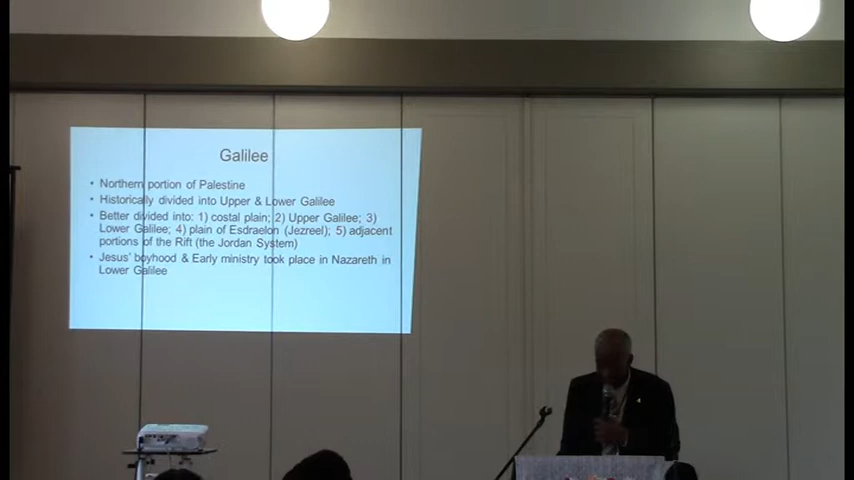 Galilee
• Northern portion of Palestine
• Historically divided into Upper & Lower Galilee
• Better divided into: 1) costal plain; 2) Upper Galilee; 3)
Lower Galilee; 4) plain of Esdraelon (Jezreel); 5) adjacent
portions of the Rift (the Jordan System)
• Jesus' boyhood & Early ministry took place in Nazareth in
Lower Galilee